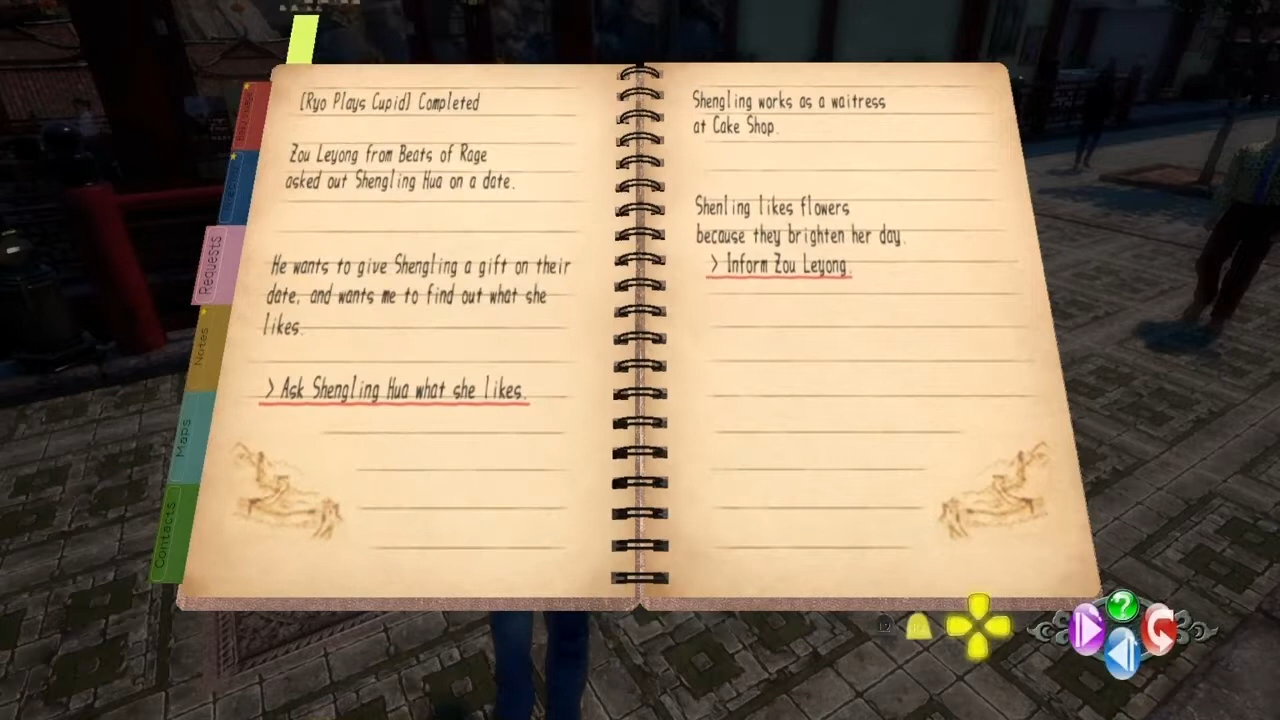 [Ryo Plays Cupid] Completed
Zou Leyong from Beats of Rage
asked out Shengling Hua on a date.
He wants to give Shengling a gift on their
date, and wants me to find out what she
likes.
> Ask Shengling Hua what she likes.
Shengling works as a waitress
at Cake Shop.
Shenling likes flowers
because they brighten her day.
> Inform Zou Leyong.
Requests
Notes
Maps
Contacts
L2
R2
?